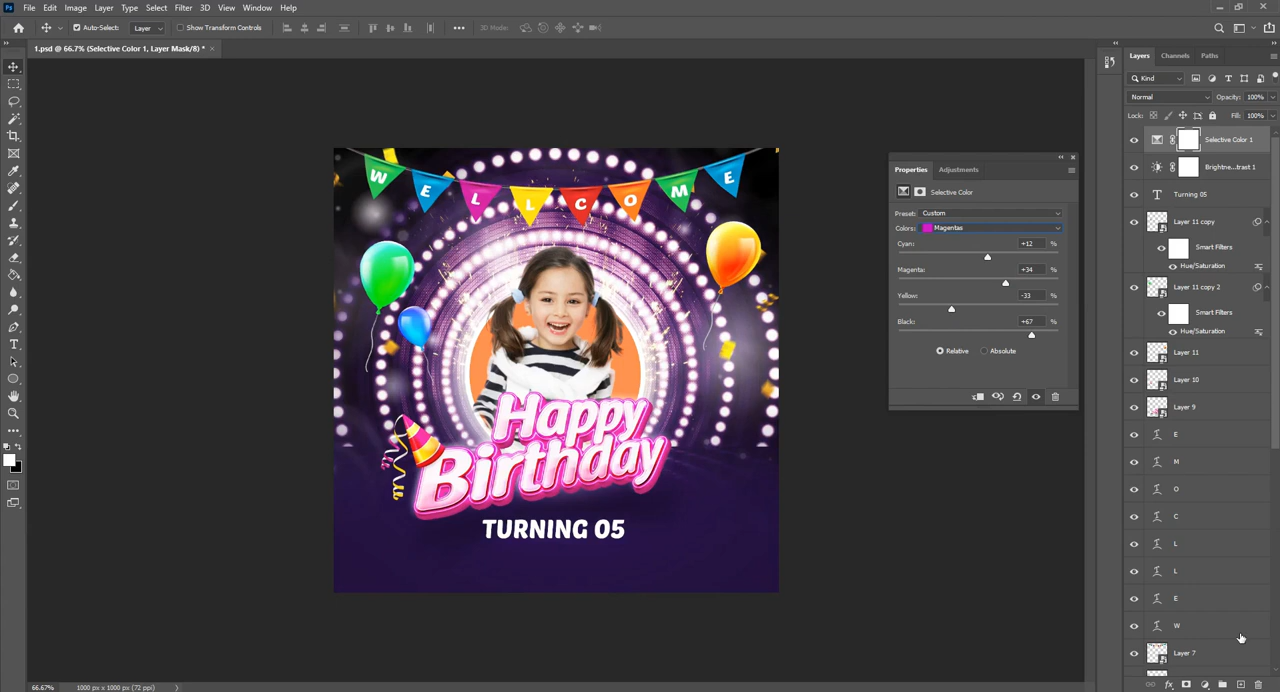 Ps File Edit Image Layer Type Select Filter 3D View Window Help
Auto-Select: Layer Show Transform Controls 3D Mode:
1.psd @ 66.7% (Selective Color 1, Layer Mask/8) *
WELLCOME
Happy
Birthday
TURNING 05
Properties Adjustments
Selective Color
Preset: Custom
Colors: Magentas
Cyan: +12 %
Magenta: +34 %
Yellow: -33 %
Black: +67 %
Relative Absolute
Layers Channels Paths
Kind
Normal Opacity: 100%
Lock: Fill: 100%
Selective Color 1
Brightne...trast 1
Turning 05
Layer 11 copy
Smart Filters
Hue/Saturation
Layer 11 copy 2
Smart Filters
Hue/Saturation
Layer 11
Layer 10
Layer 9
E
M
O
C
L
L
E
W
Layer 7
66.67% 1000 px x 1000 px (72 ppi)